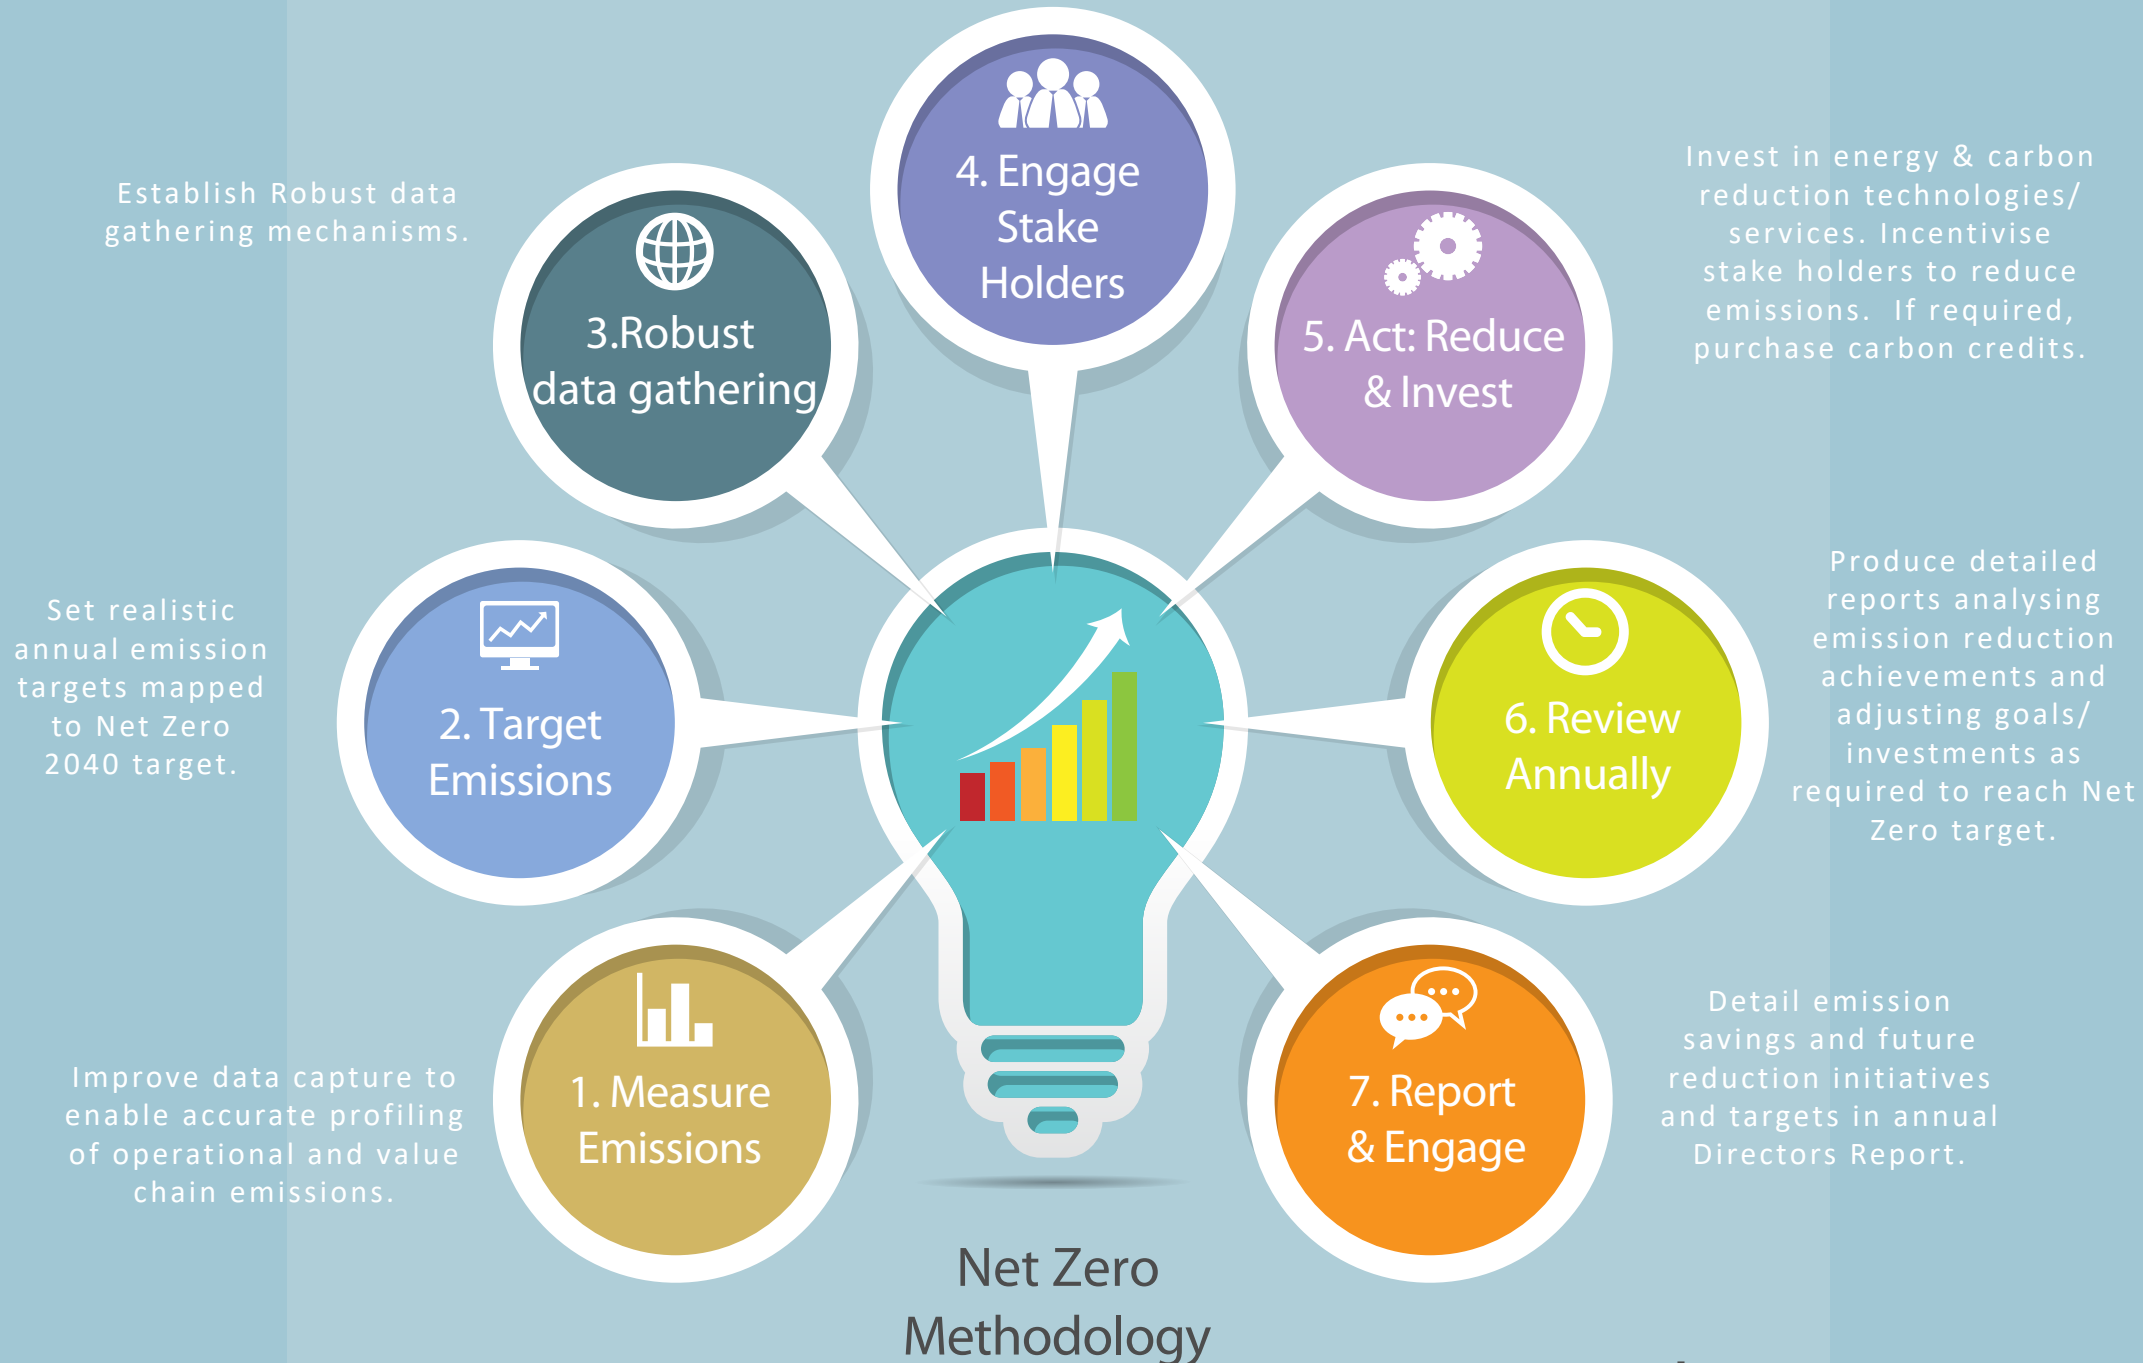 4. Engage
Stake
Holders
Establish Robust data
gathering mechanisms.
3.Robust
data gathering
5. Act: Reduce
& Invest
Invest in energy & carbon
reduction technologies/
services. Incentivise
stake holders to reduce
emissions. If required,
purchase carbon credits.
Set realistic
annual emission
targets mapped
to Net Zero
2040 target.
2. Target
Emissions
6. Review
Annually
Produce detailed
reports analysing
emission reduction
achievements and
adjusting goals/
investments as
required to reach Net
Zero target.
Improve data capture to
enable accurate profiling
of operational and value
chain emissions.
1. Measure
Emissions
7. Report
& Engage
Detail emission
savings and future
reduction initiatives
and targets in annual
Directors Report.
Net Zero
Methodology